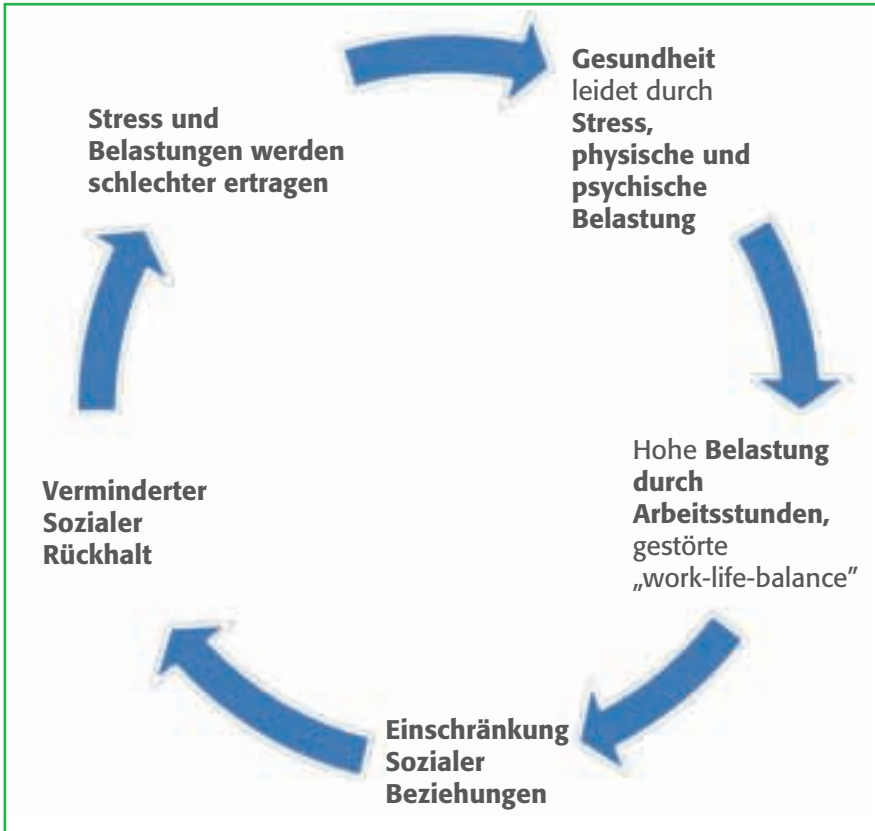 Gesundheit
leidet durch
Stress,
physische und
psychische
Belastung
Hohe Belastung
durch
Arbeitsstunden,
gestörte
„work-life-balance”
Einschränkung
Sozialer
Beziehungen
Verminderter
Sozialer
Rückhalt
Stress und
Belastungen werden
schlechter ertragen